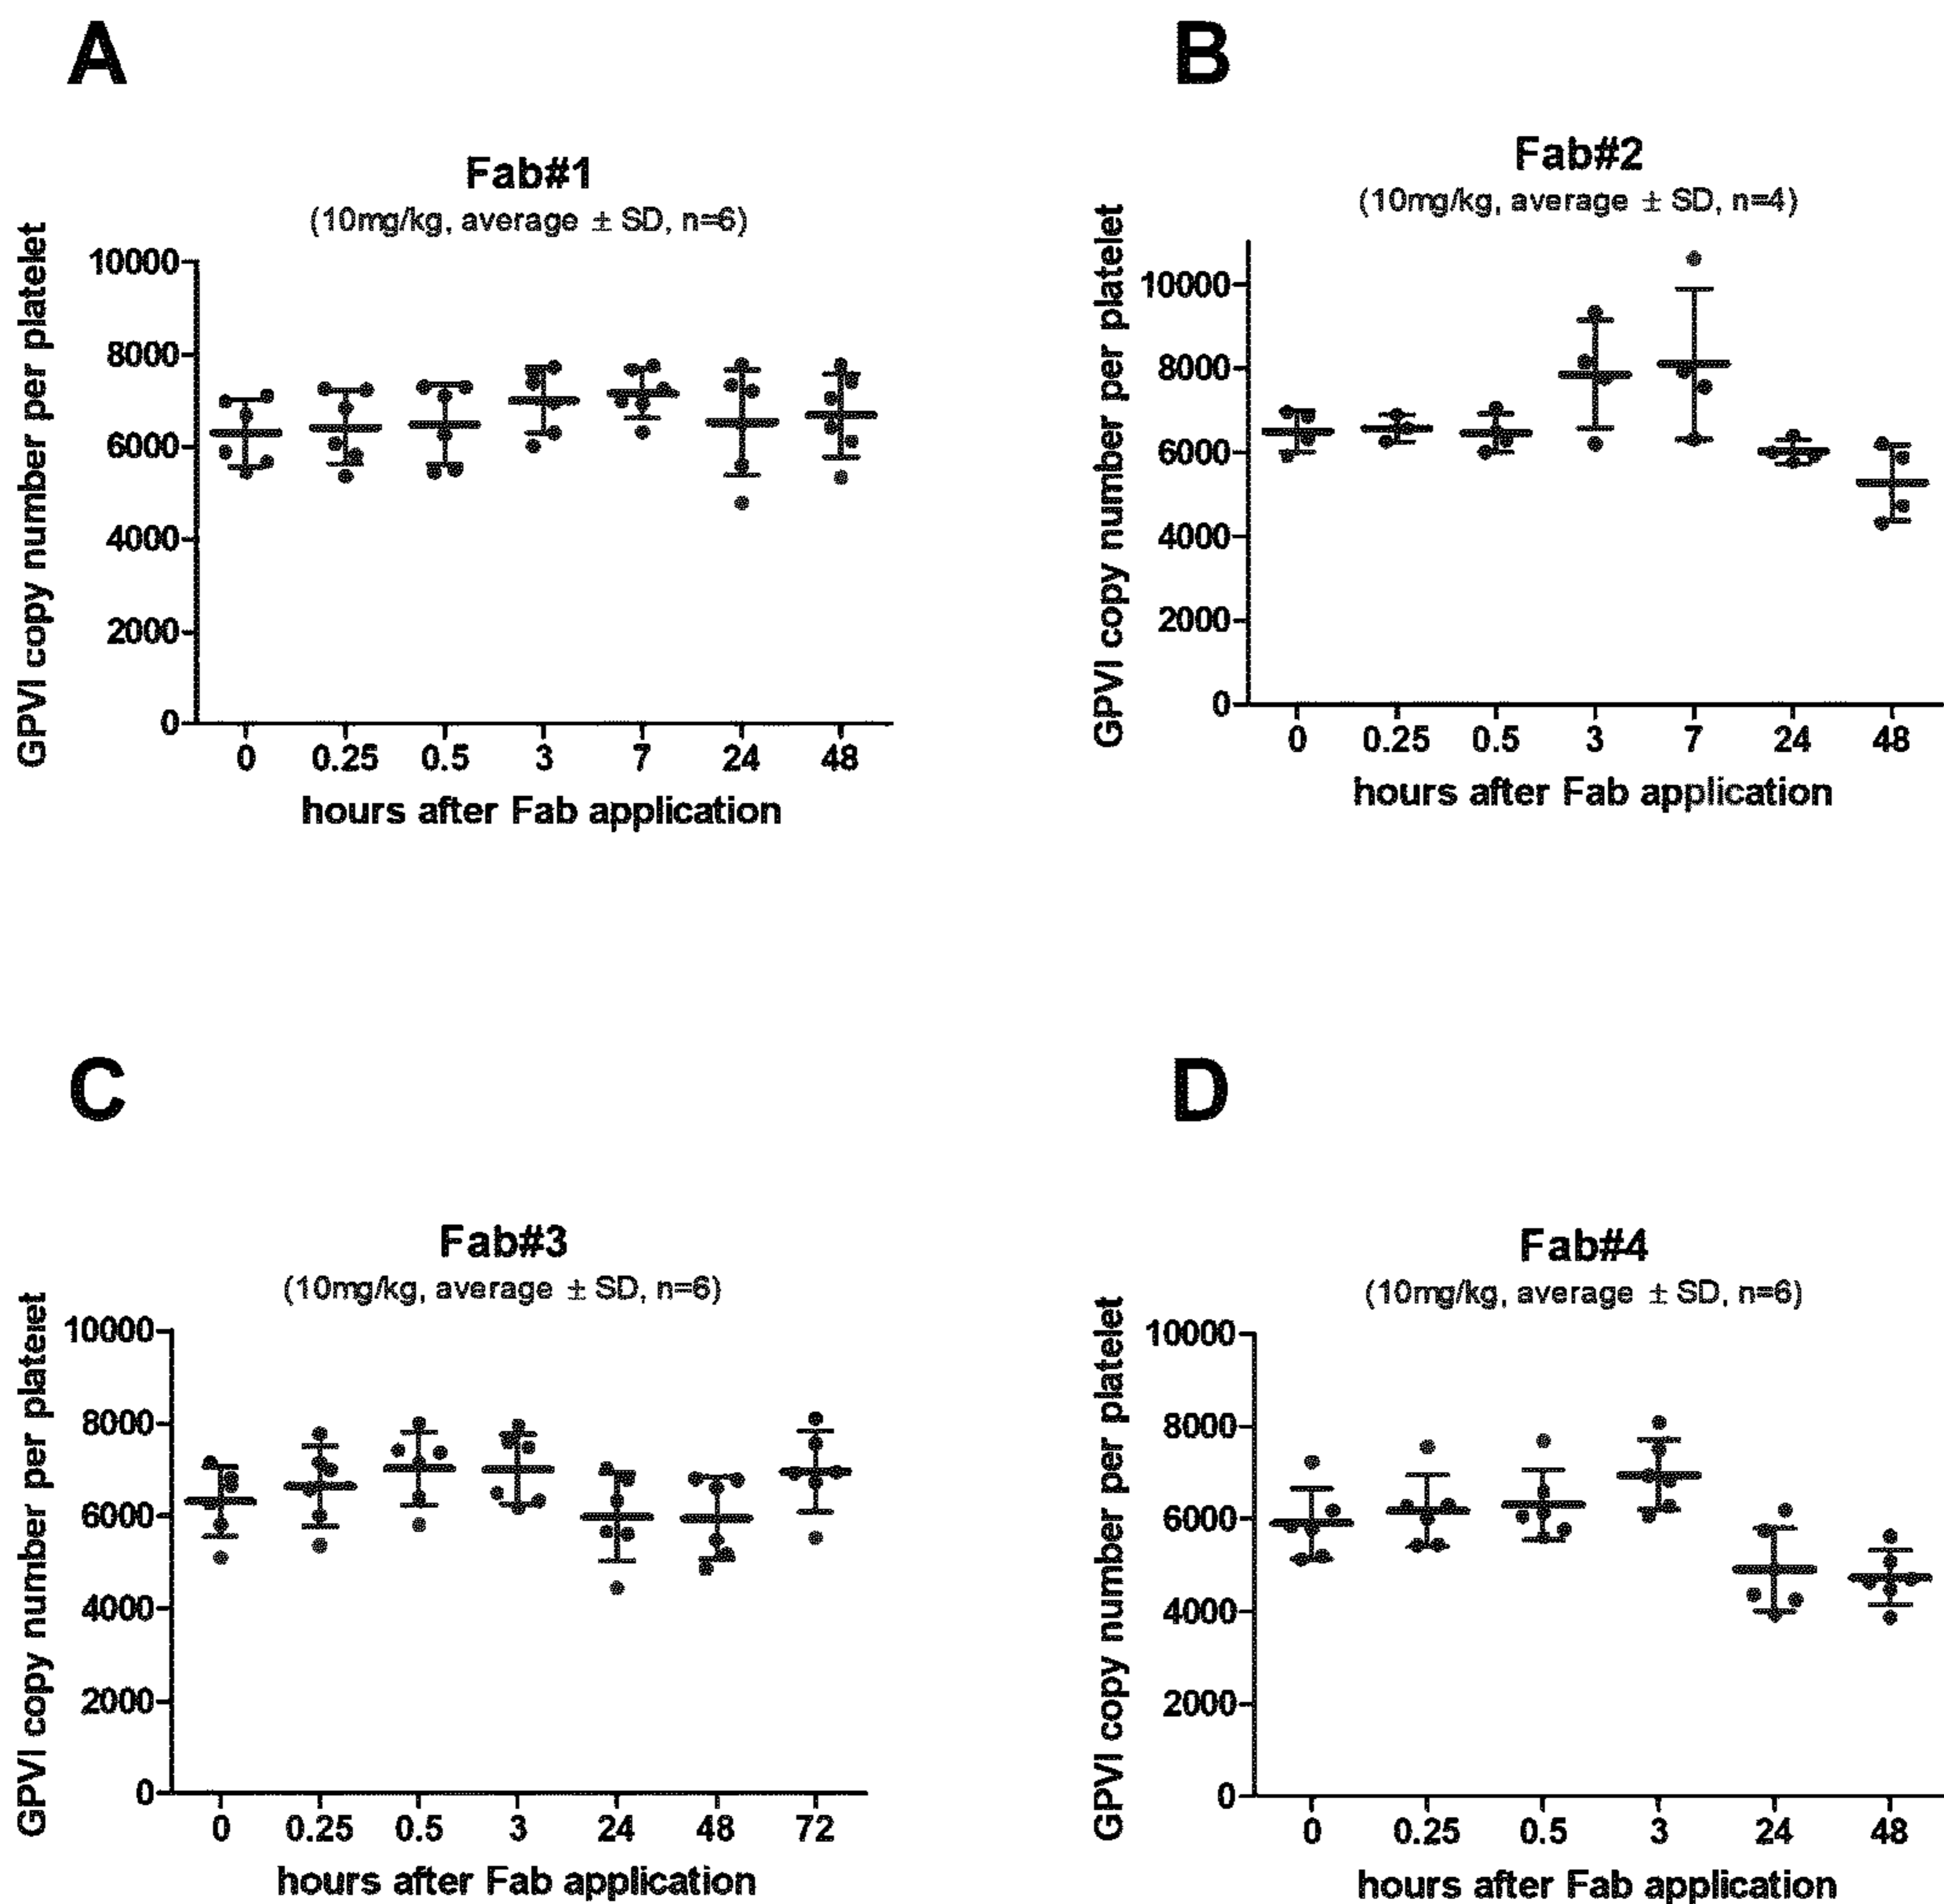 A
Fab#1
(10mg/kg, average ± SD, n=6)
GPVI copy number per platelet
10000
8000
6000
4000
2000
0
0 0.25 0.5 3 7 24 48
hours after Fab application
B
Fab#2
(10mg/kg, average ± SD, n=4)
GPVI copy number per platelet
10000
8000
6000
4000
2000
0
0 0.25 0.5 3 7 24 48
hours after Fab application
C
Fab#3
(10mg/kg, average ± SD, n=6)
GPVI copy number per platelet
10000
8000
6000
4000
2000
0
0 0.25 0.5 3 24 48 72
hours after Fab application
D
Fab#4
(10mg/kg, average ± SD, n=6)
GPVI copy number per platelet
10000
8000
6000
4000
2000
0
0 0.25 0.5 3 24 48
hours after Fab application